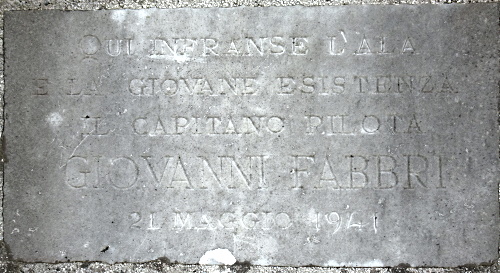 QUI INFRANSE L'ALA
E LA GIOVANE ESISTENZA
IL CAPITANO PILOTA
GIOVANNI FABBRI
21 MAGGIO 1941